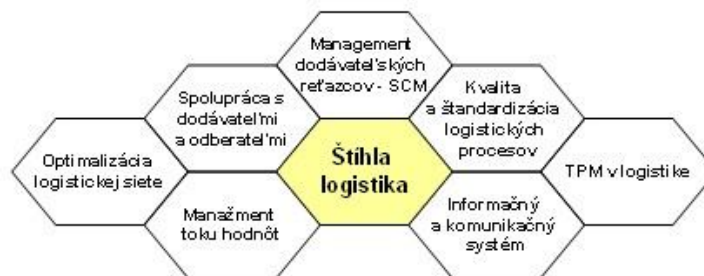 Management
dodávateľských
reťazcov - SCM
Spolupráca s
dodávateľmi
a odberateľmi
Kvalita
a štandardizácia
logistických
procesov
Optimalizácia
logistickej siete
Štíhla
logistika
TPM v logistike
Manažment
toku hodnôt
Informačný
a komunikačný
systém